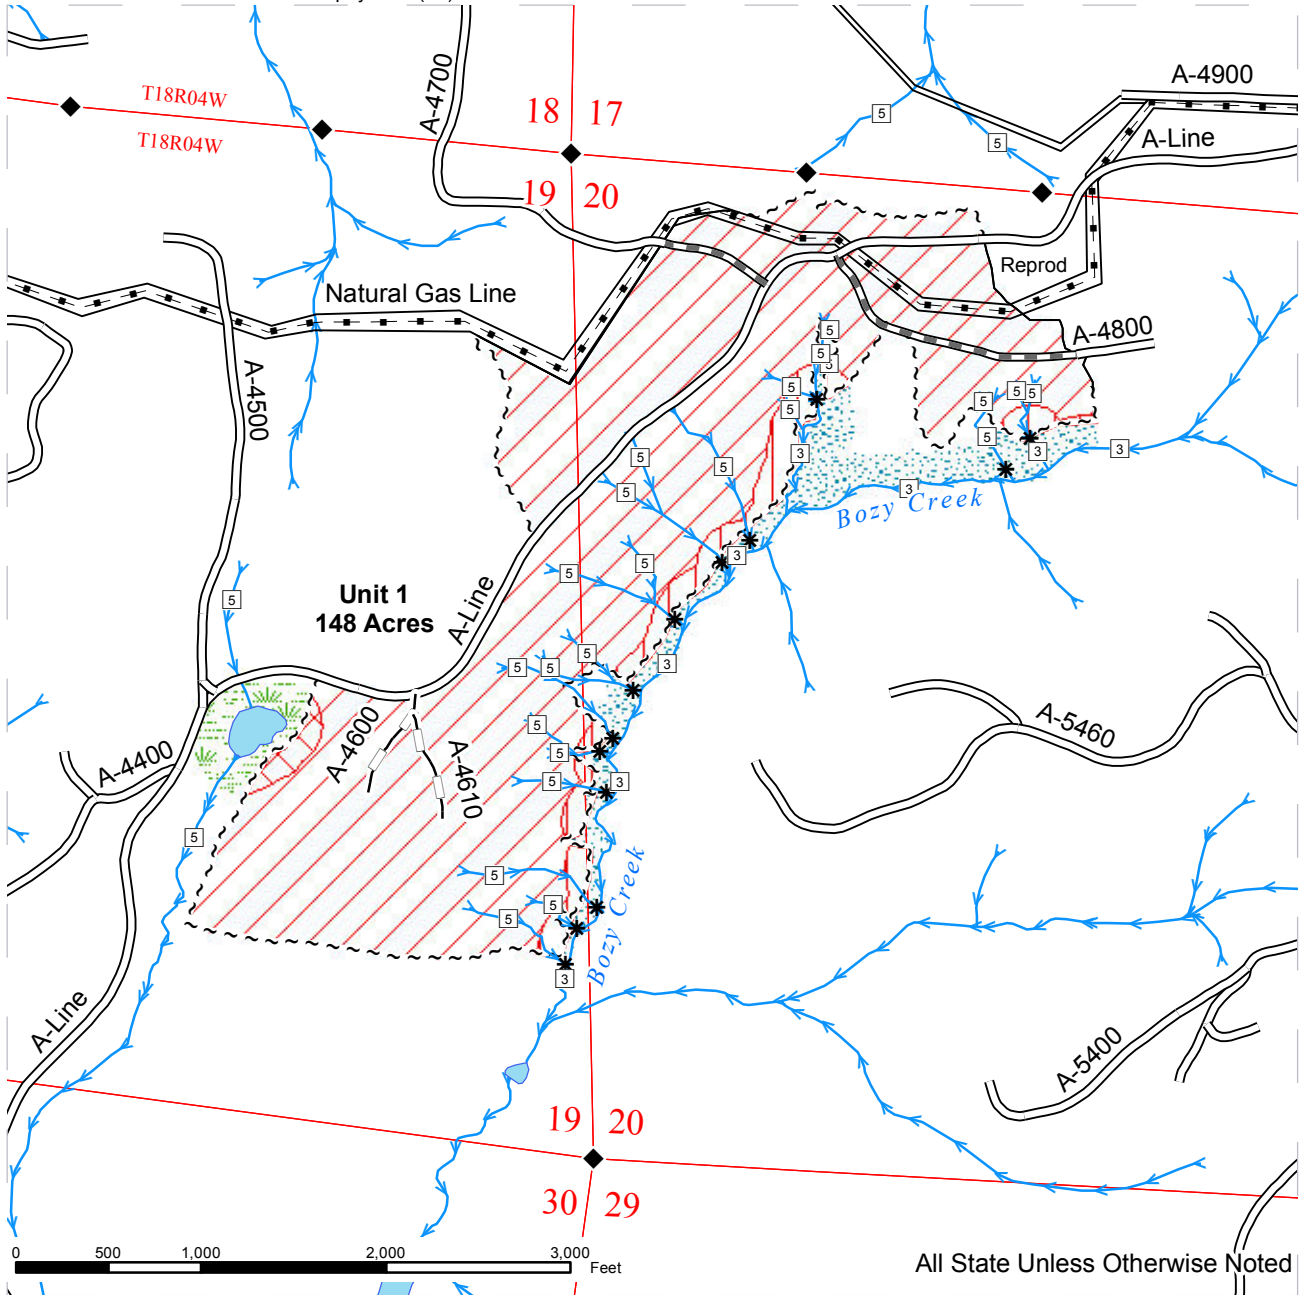 A-4700
A-4900
A-Line
T18R04W
T18R04W
18 17
19 20
5
5
Reprod
Natural Gas Line
A-4800
A-4500
5
5
5
5
5
5
5
5
5
5
3
3
3
3
Bozy Creek
5
5
5
5
5
3
5
Unit 1
148 Acres
A-Line
5
5
5
3
5
5
5
3
A-4600
A-4610
A-4400
A-5460
5
5
5
5
3
Bozy Creek
A-Line
A-5400
19 20
30 29
0 500 1,000 2,000 3,000
Feet
All State Unless Otherwise Noted